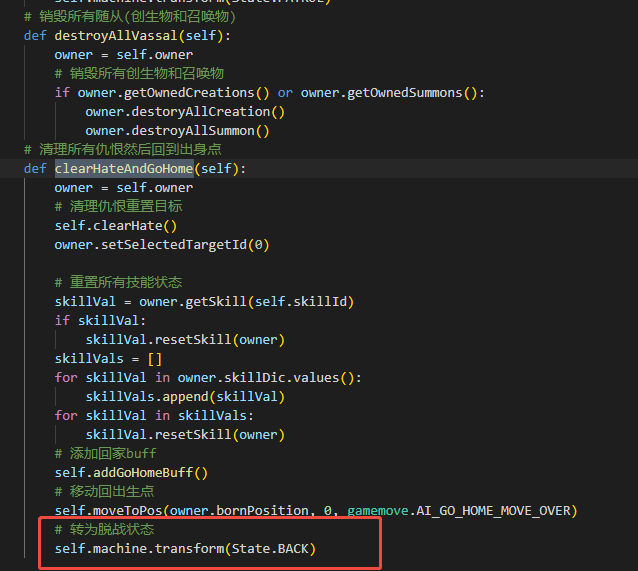 self.machine.transform(State.PATROL)
# 销毁所有随从(创生物和召唤物)
def destroyAllVassal(self):
owner = self.owner
# 销毁所有创生物和召唤物
if owner.getOwnedCreations() or owner.getOwnedSummons():
owner.destoryAllCreation()
owner.destroyAllSummon()
# 清理所有仇恨然后回到出身点
def clearHateAndGoHome(self):
owner = self.owner
# 清理仇恨重置目标
self.clearHate()
owner.setSelectedTargetId(0)
# 重置所有技能状态
skillVal = owner.getSkill(self.skillId)
if skillVal:
skillVal.resetSkill(owner)
skillVals = []
for skillVal in owner.skillDic.values():
skillVals.append(skillVal)
for skillVal in skillVals:
skillVal.resetSkill(owner)
# 添加回家buff
self.addGoHomeBuff()
# 移动回出生点
self.moveToPos(owner.bornPosition, 0, gamemove.AI_GO_HOME_MOVE_OVER)
# 转为脱战状态
self.machine.transform(State.BACK)